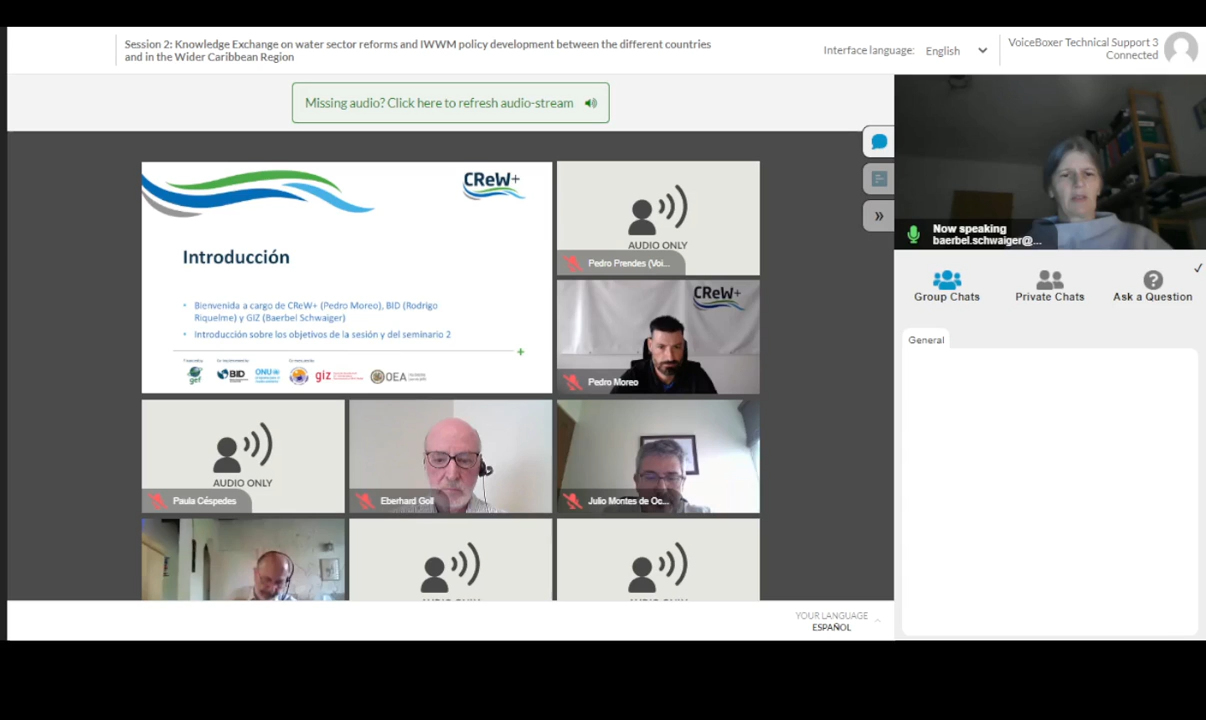 Session 2: Knowledge Exchange on water sector reforms and IWWM policy development between the different countries
and in the Wider Caribbean Region
Interface language: English
VoiceBoxer Technical Support 3
Connected
Missing audio? Click here to refresh audio-stream
CReW+
Introducción
• Bienvenida a cargo de CReW+ (Pedro Moreo), BID (Rodrigo
Riquelme) y GIZ (Baerbel Schwaiger)
• Introducción sobre los objetivos de la sesión y del seminario 2
gef
BID
ONU
giz
OEA
AUDIO ONLY
Pedro Prendes (Voi...
CReW+
Pedro Moreo
AUDIO ONLY
Paula Céspedes
Eberhard Goll
Julio Montes de Oc...
YOUR LANGUAGE
ESPAÑOL
Now speaking
baerbel.schwaiger@...
Group Chats
Private Chats
Ask a Question
General